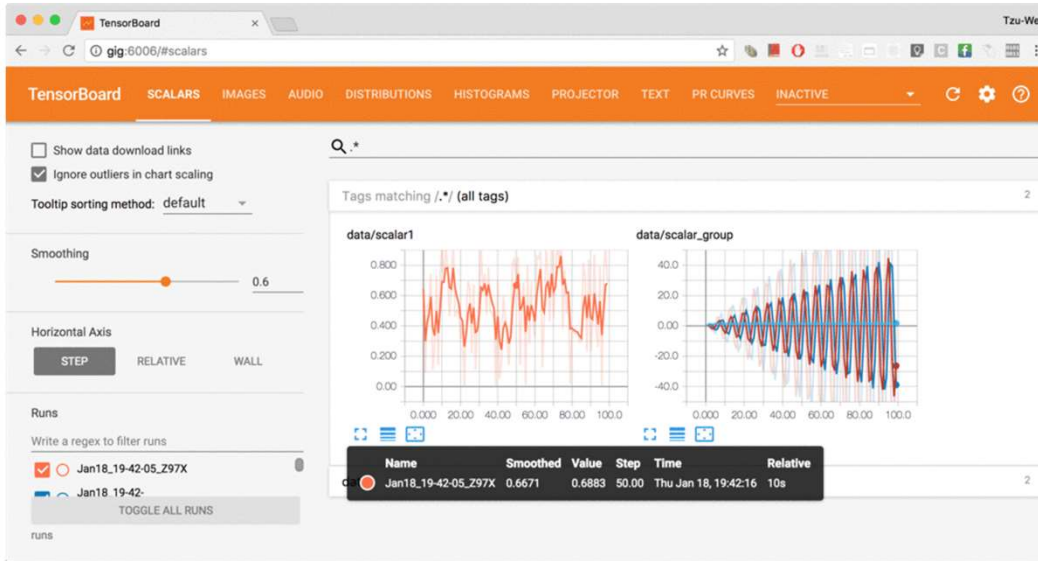 TensorBoard
Tzu-We
gig:6006/#scalars
TensorBoard SCALARS IMAGES AUDIO DISTRIBUTIONS HISTOGRAMS PROJECTOR TEXT PR CURVES INACTIVE
Show data download links
Ignore outliers in chart scaling
Tooltip sorting method: default
Smoothing
0.6
Horizontal Axis
STEP RELATIVE WALL
Runs
Write a regex to filter runs
Jan18_19-42-05_Z97X
Jan18_19-42-
TOGGLE ALL RUNS
runs
.*
Tags matching /.*/ (all tags) 2
data/scalar1
0.800
0.600
0.400
0.200
0.00
0.000 20.00 40.00 60.00 80.00 100.0
data/scalar_group
40.0
20.0
0.00
-20.0
-40.0
0.000 20.00 40.00 60.00 80.00 100.0
Name Smoothed Value Step Time Relative
Jan18_19-42-05_Z97X 0.6671 0.6883 50.00 Thu Jan 18, 19:42:16 10s
2